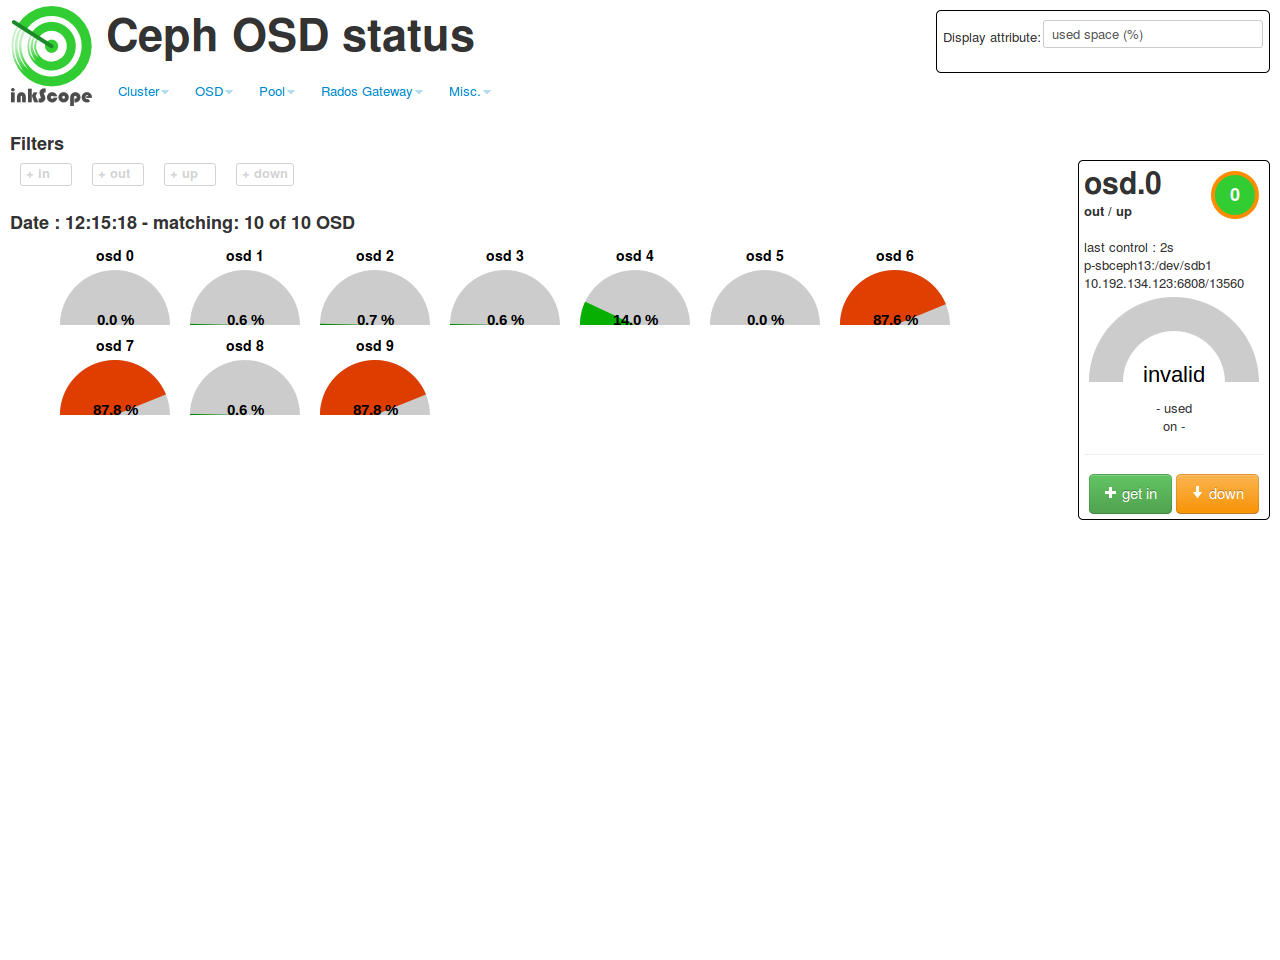 Ceph OSD status
Display attribute: used space (%)
inkScope
Cluster OSD Pool Rados Gateway Misc.
Filters
+ in + out + up + down
Date : 12:15:18 - matching: 10 of 10 OSD
osd 0 osd 1 osd 2 osd 3 osd 4 osd 5 osd 6
0.0 % 0.6 % 0.7 % 0.6 % 14.0 % 0.0 % 87.6 %
osd 7 osd 8 osd 9
87.8 % 0.6 % 87.8 %
osd.0
0
out / up
last control : 2s
p-sbceph13:/dev/sdb1
10.192.134.123:6808/13560
invalid
- used
on -
get in down